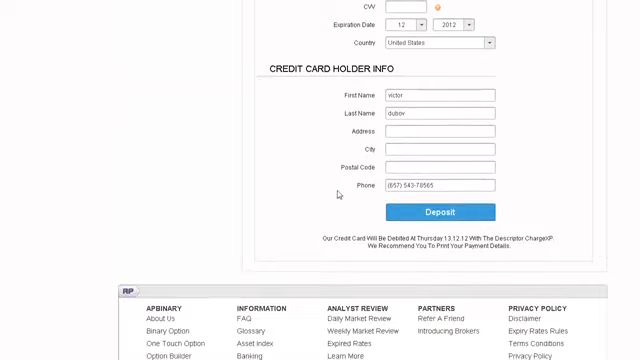 CVV
Expiration Date 12 2012
Country United States
CREDIT CARD HOLDER INFO
First Name victor
Last Name dubov
Address
City
Postal Code
Phone (657) 543-78565
Deposit
Our Credit Card Will Be Debited At Thursday 13.12.12 With The Descriptor ChargeXP.
We Recommend You To Print Your Payment Details.
RP
APBINARY INFORMATION ANALYST REVIEW PARTNERS PRIVACY POLICY
About Us FAQ Daily Market Review Refer A Friend Disclaimer
Binary Option Glossary Weekly Market Review Introducing Brokers Expiry Rates Rules
One Touch Option Asset Index Expired Rates Terms Conditions
Option Builder Banking Learn More Privacy Policy